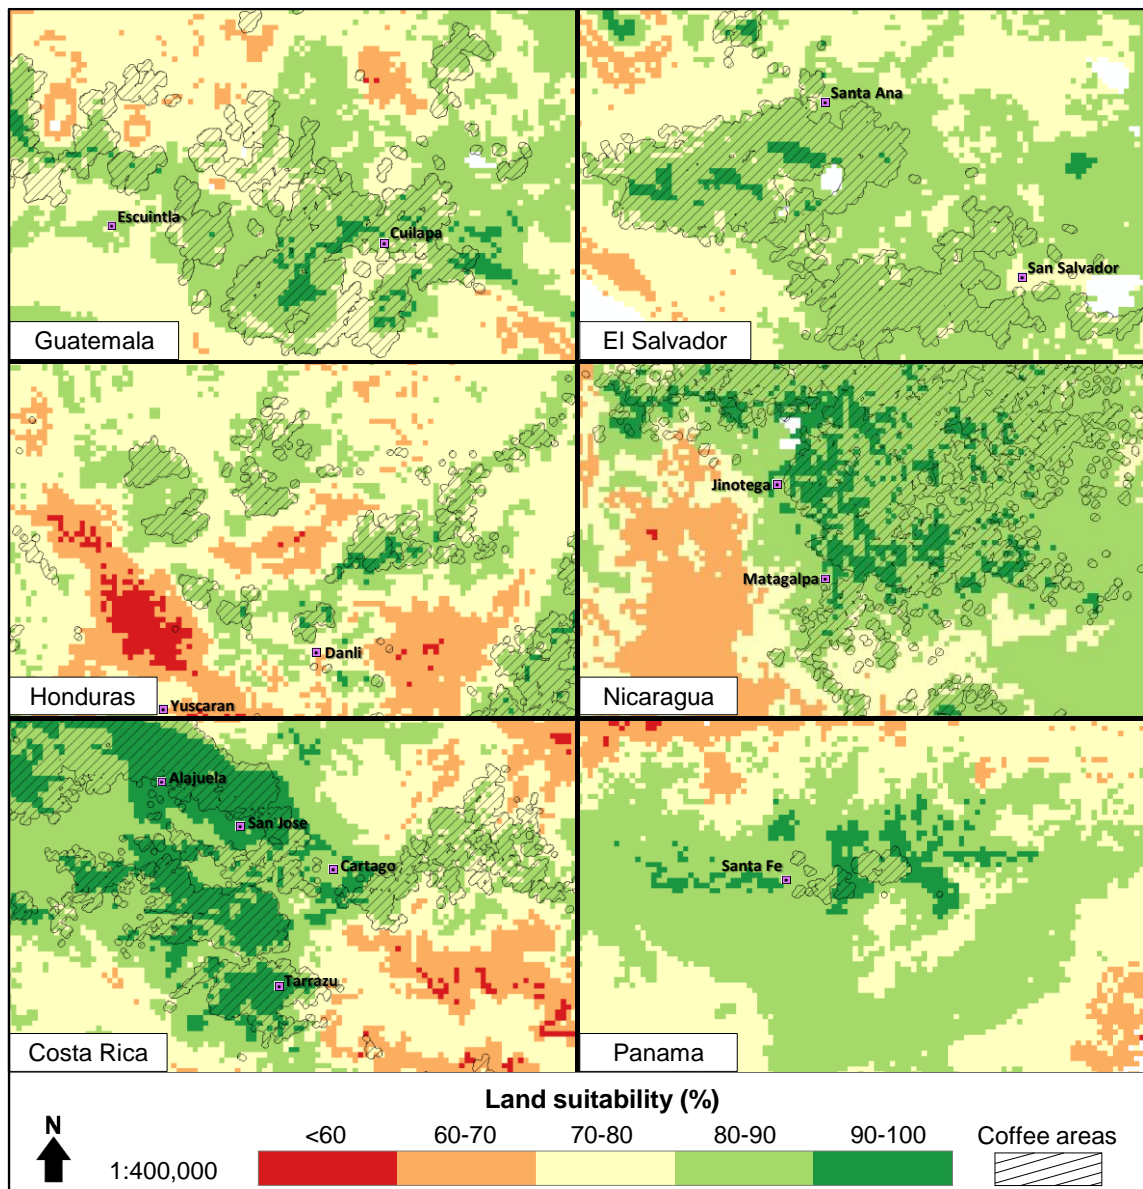 Santa Ana
Escuintla
Cuilapa
San Salvador
Guatemala
El Salvador
Jinotega
Matagalpa
Danli
Honduras
Yuscaran
Nicaragua
Alajuela
San Jose
Cartago
Santa Fe
Tarrazu
Costa Rica
Panama
Land suitability (%)
N
<60 60-70 70-80 80-90 90-100 Coffee areas
1:400,000